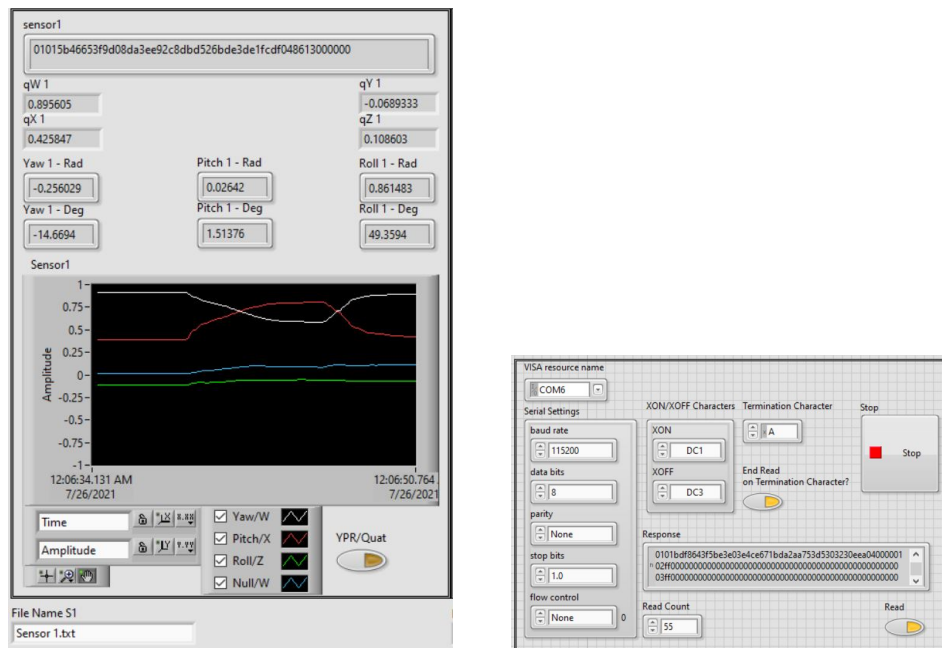 sensor1
01015b46653f9d08da3ee92c8dbd526bde3de1fcdf048613000000
qW 1
qY 1
0.895605
-0.0689333
qX 1
qZ 1
0.425847
0.108603
Yaw 1 - Rad
Pitch 1 - Rad
Roll 1 - Rad
-0.256029
0.02642
0.861483
Yaw 1 - Deg
Pitch 1 - Deg
Roll 1 - Deg
-14.6694
1.51376
49.3594
Sensor1
1
0.75
0.5
0.25
0
-0.25
-0.5
-0.75
-1
Amplitude
12:06:34.131 AM
7/26/2021
12:06:50.764
7/26/2021
Time
Amplitude
Yaw/W
Pitch/X
Roll/Z
Null/W
YPR/Quat
File Name S1
Sensor 1.txt
VISA resource name
COM6
Serial Settings
baud rate
115200
data bits
8
parity
None
stop bits
1.0
flow control
None
0
XON/XOFF Characters
XON
DC1
XOFF
DC3
Termination Character
A
End Read
on Termination Character?
Stop
Stop
Response
0101bdf8643f5be3e03e4ce671bda2aa753d5303230eea04000001
02ff00000000000000000000000000000000000000000000000000
03ff00000000000000000000000000000000000000000000000000
Read Count
55
Read